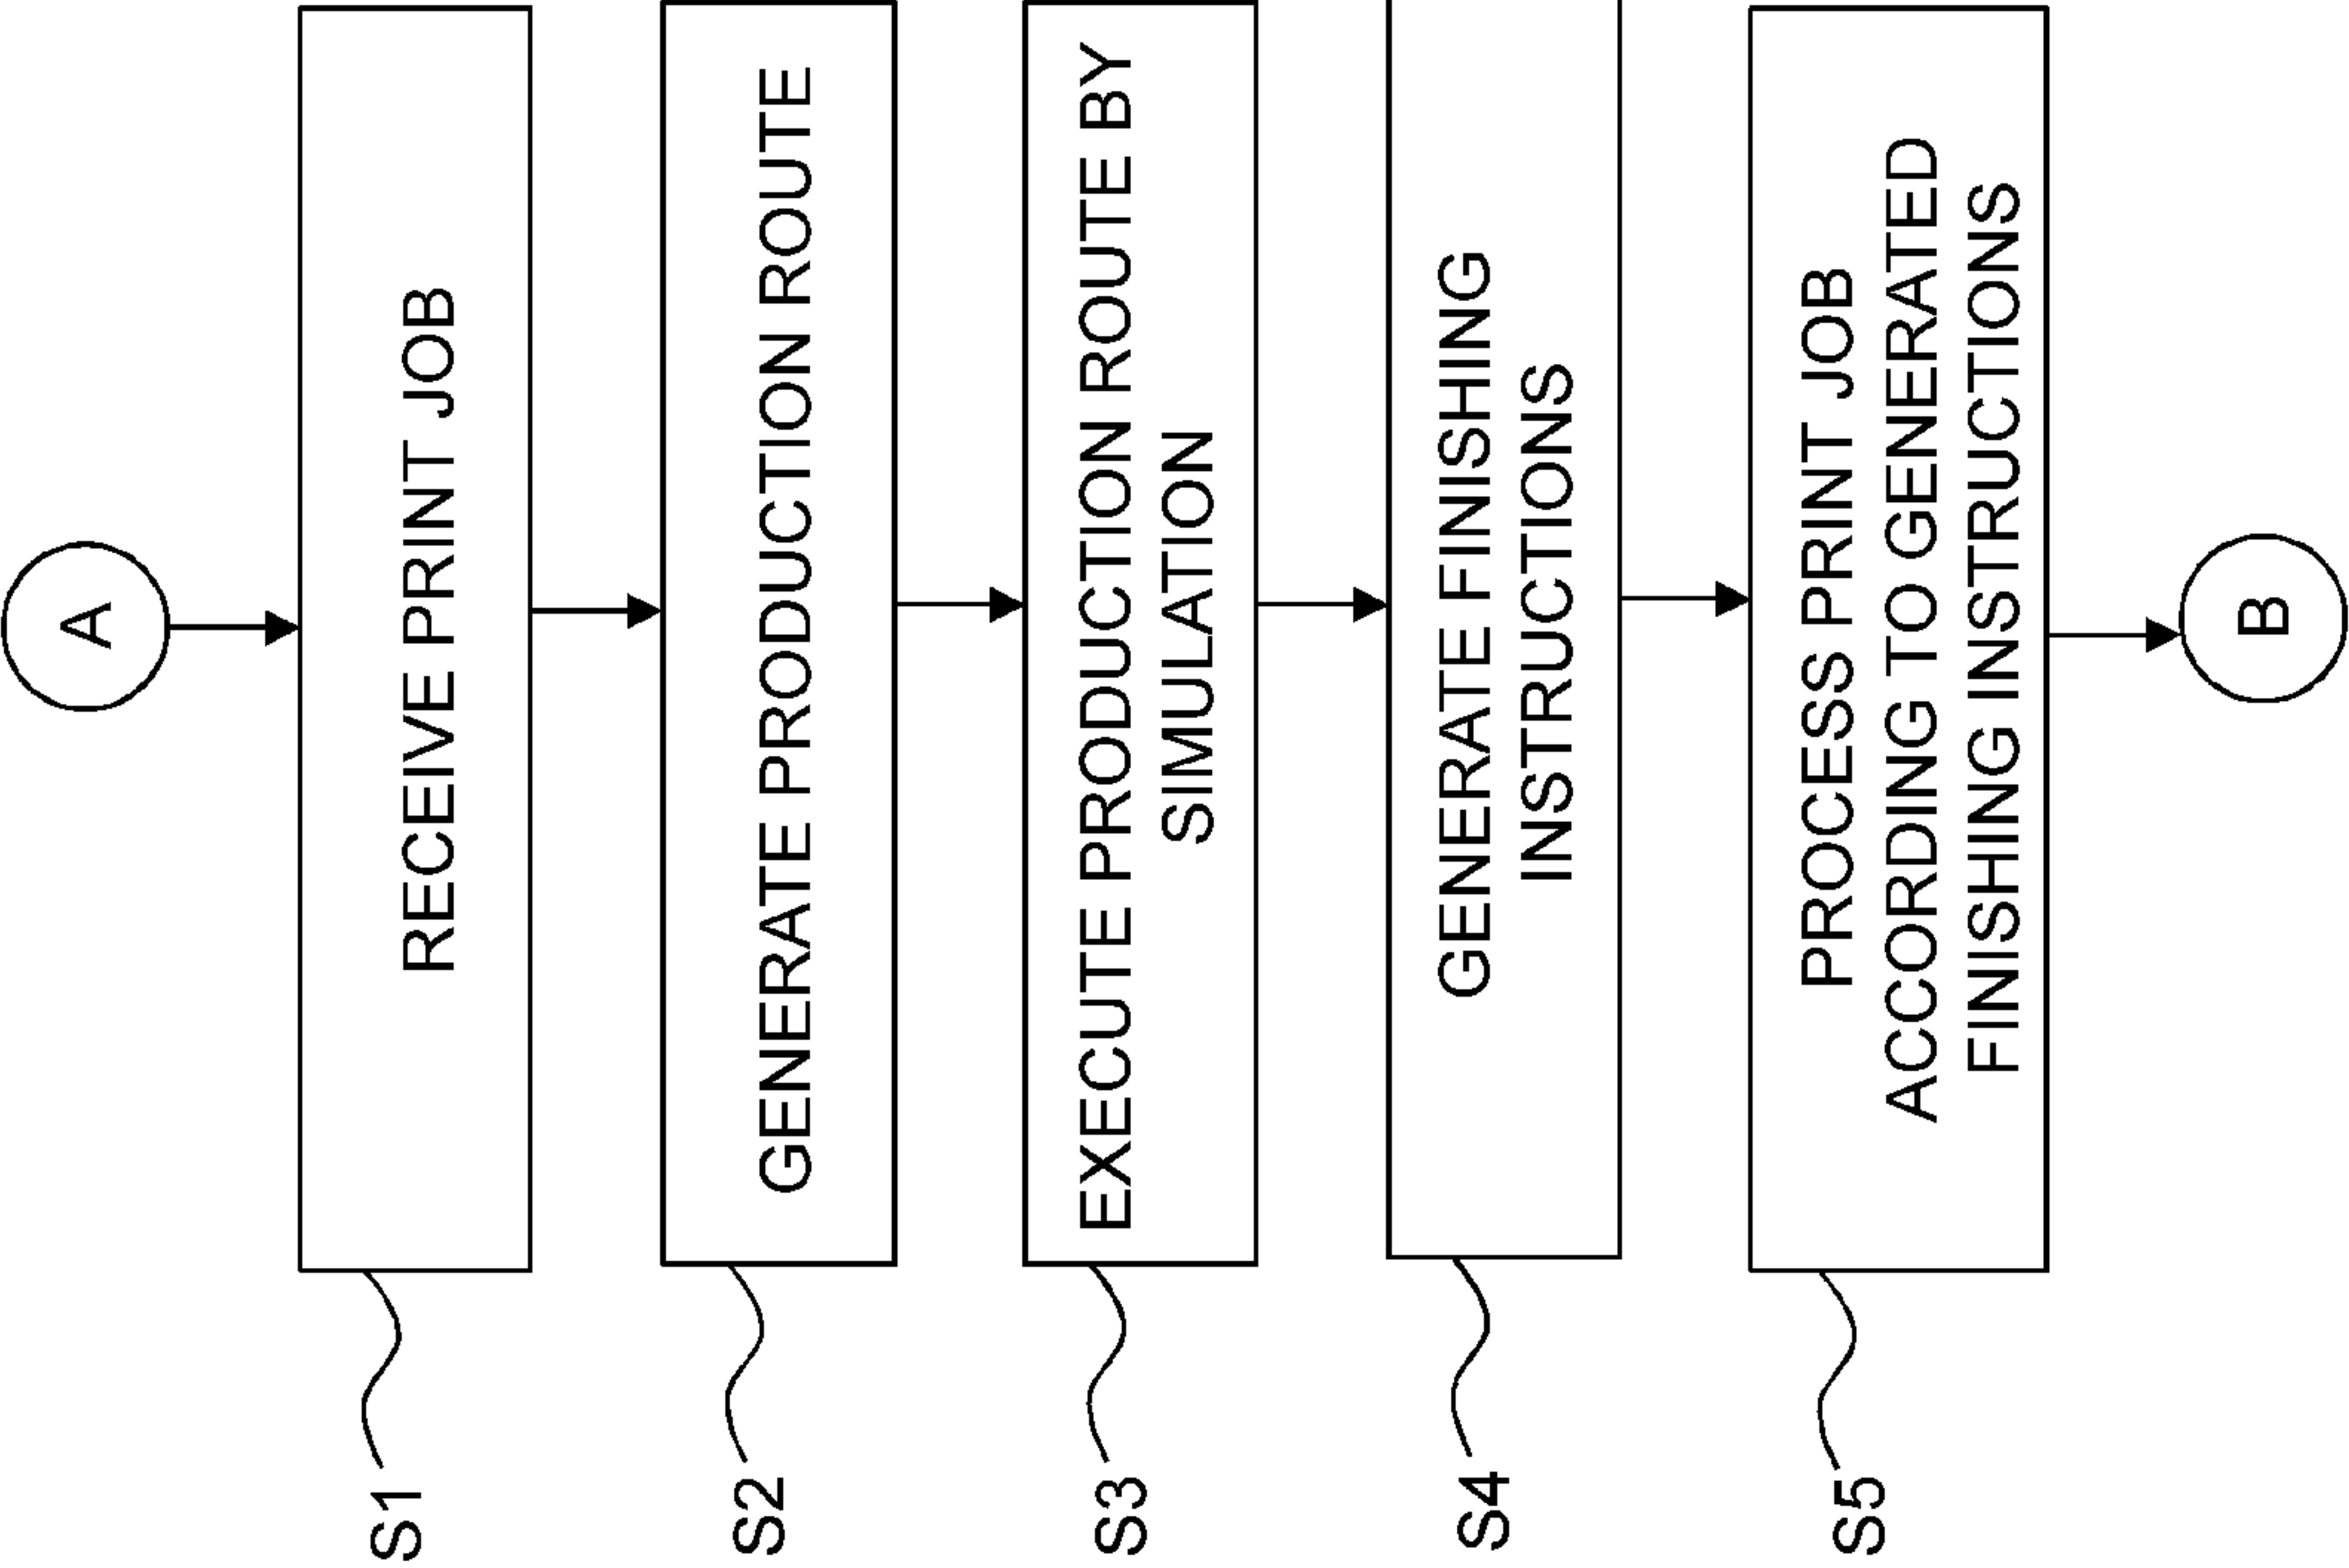 A
S1
RECEIVE PRINT JOB
S2
GENERATE PRODUCTION ROUTE
S3
EXECUTE PRODUCTION ROUTE BY
SIMULATION
S4
GENERATE FINISHING
INSTRUCTIONS
S5
PROCESS PRINT JOB
ACCORDING TO GENERATED
FINISHING INSTRUCTIONS
B